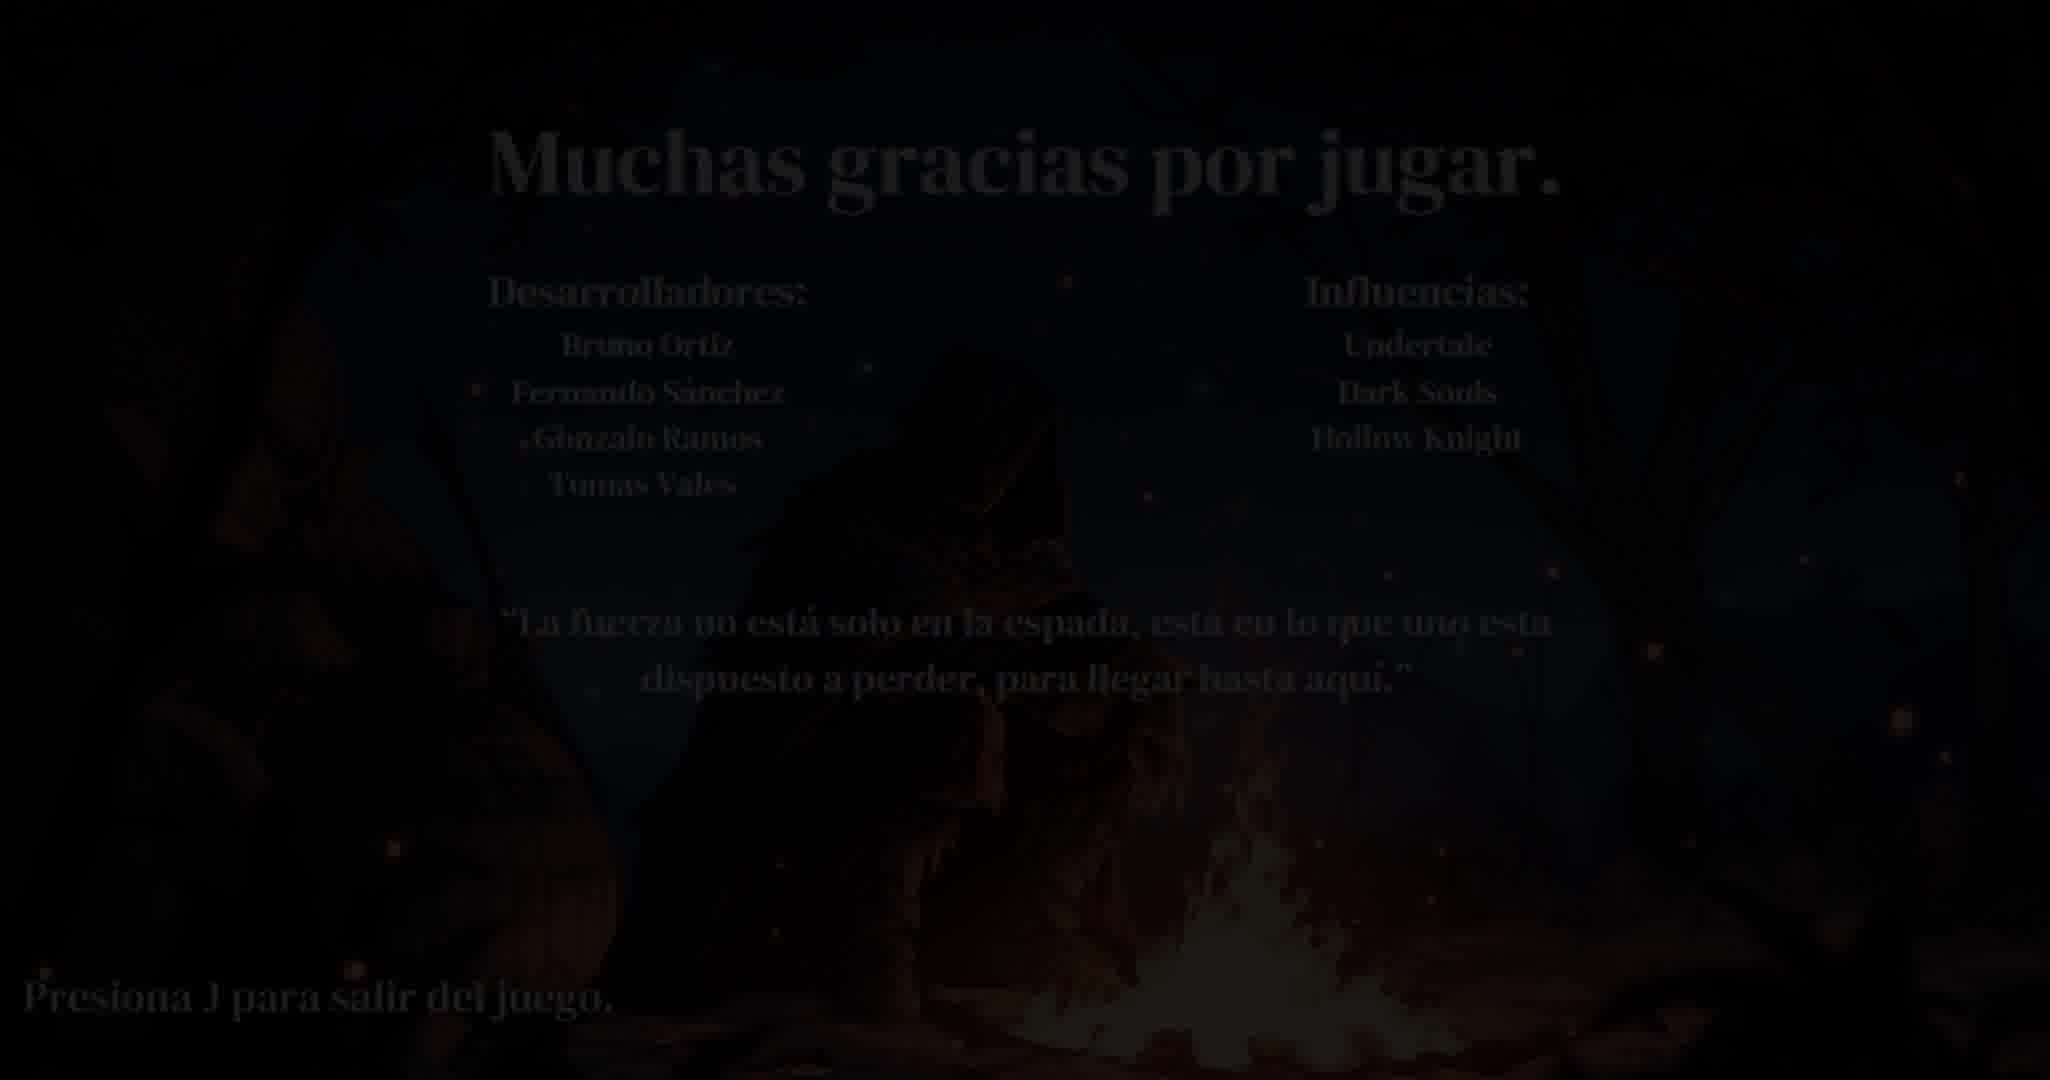 Muchas gracias por jugar.
Desarrolladores:
Bruno Ortiz
Fernando Sánchez
Gonzalo Ramos
Tomas Vales
Influencias:
Undertale
Dark Souls
Hollow Knight
"La fuerza no está solo en la espada, está en lo que uno esta
dispuesto a perder, para llegar hasta aquí."
Presiona J para salir del juego.